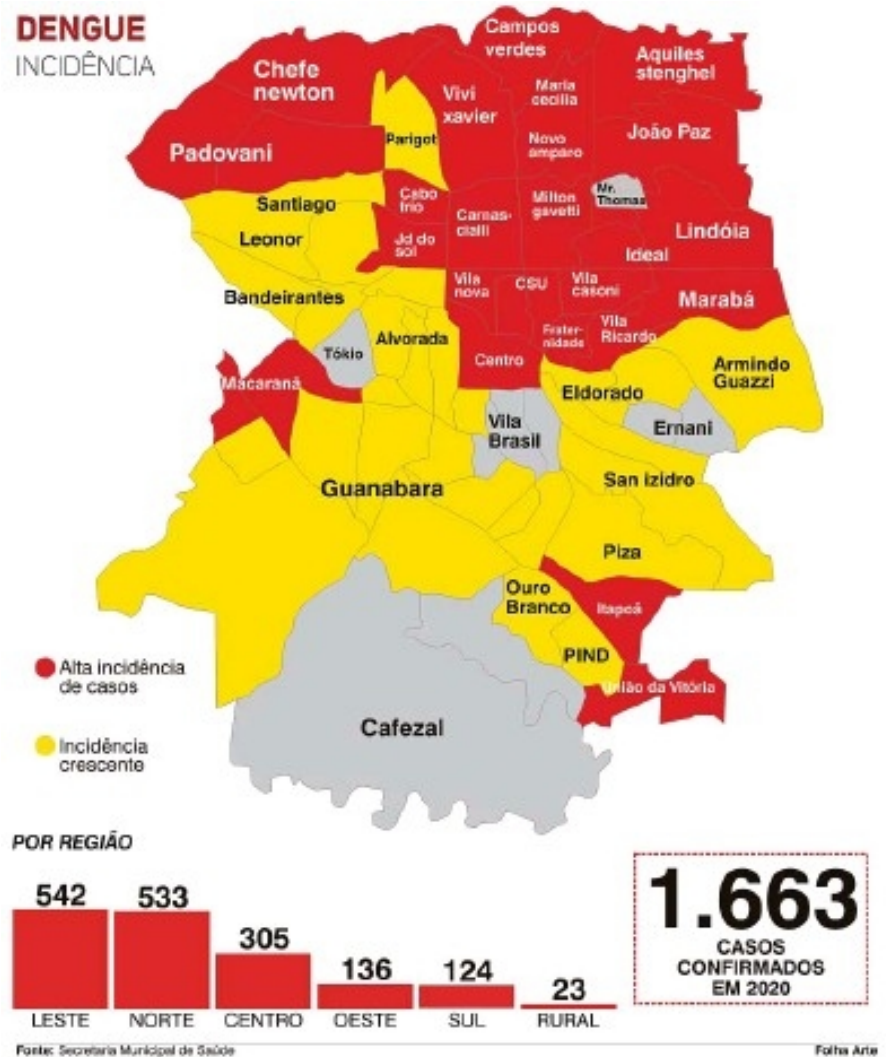 DENGUE
INCIDÊNCIA
Campos
verdes
Aquiles
stenghel
Chefe
newton
Vivi
xavier
Maria
cecilia
João Paz
Parigot
Novo
amparo
Padovani
Mr.
Thomas
Cabo
frio
Milton
gavetti
Santiago
Carnas-
cialli
Lindóia
Leonor
Jd do
sol
Ideal
Vila
nova
CSU
Vila
casoni
Bandeirantes
Marabá
Alvorada
Frater-
nidade
Vila
Ricardo
Tókio
Centro
Armindo
Guazzi
Macaraná
Eldorado
Vila
Brasil
Ernani
Guanabara
San izidro
Piza
Ouro
Branco
Itapoá
PIND
União da Vitória
Cafezal
Alta incidência
de casos
Incidência
crescente
POR REGIÃO
542
533
305
136
124
23
LESTE
NORTE
CENTRO
OESTE
SUL
RURAL
1.663
CASOS
CONFIRMADOS
EM 2020
Fonte: Secretaria Municipal de Saúde
Folha Arte